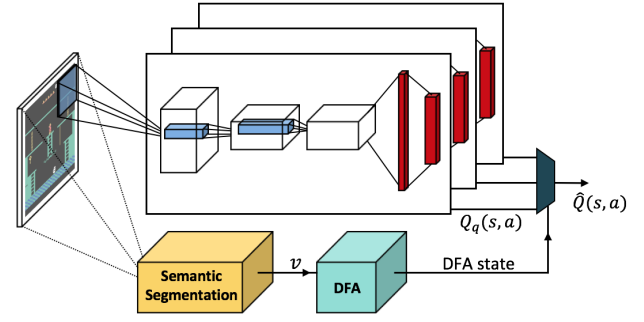 Q̂(s, a)
Q_q(s, a)
Semantic
Segmentation
v
DFA
DFA state